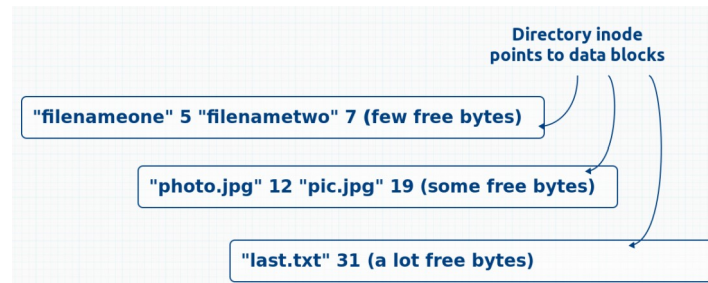 Directory inode
points to data blocks
"filenameone" 5 "filenametwo" 7 (few free bytes)
"photo.jpg" 12 "pic.jpg" 19 (some free bytes)
"last.txt" 31 (a lot free bytes)